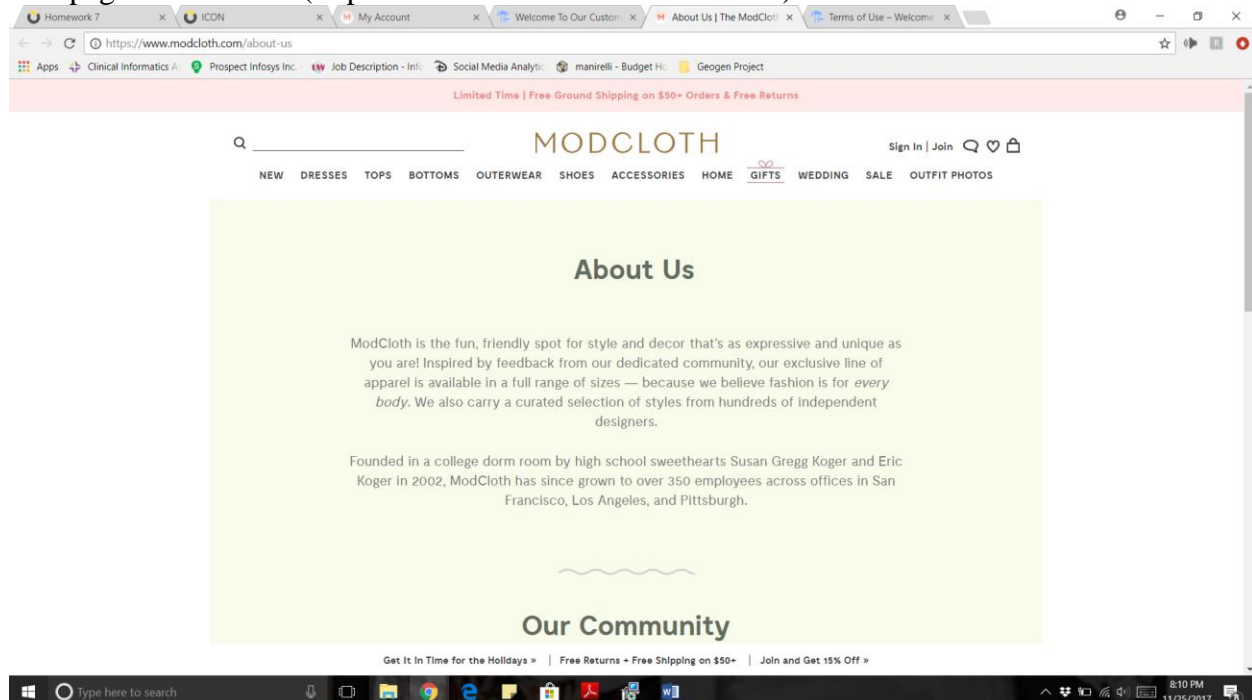 Homework 7
ICON
My Account
Welcome To Our Custom
About Us | The ModCloth
Terms of Use – Welcome
https://www.modcloth.com/about-us
Apps
Clinical Informatics A
Prospect Infosys Inc.
Job Description - Info
Social Media Analytic
manirelli - Budget Ho
Geogen Project
Limited Time | Free Ground Shipping on $50+ Orders & Free Returns
MODCLOTH
Sign In | Join
NEW DRESSES TOPS BOTTOMS OUTERWEAR SHOES ACCESSORIES HOME GIFTS WEDDING SALE OUTFIT PHOTOS
About Us
ModCloth is the fun, friendly spot for style and decor that's as expressive and unique as
you are! Inspired by feedback from our dedicated community, our exclusive line of
apparel is available in a full range of sizes — because we believe fashion is for every
body. We also carry a curated selection of styles from hundreds of independent
designers.
Founded in a college dorm room by high school sweethearts Susan Gregg Koger and Eric
Koger in 2002, ModCloth has since grown to over 350 employees across offices in San
Francisco, Los Angeles, and Pittsburgh.
Our Community
Get It In Time for the Holidays » | Free Returns + Free Shipping on $50+ | Join and Get 15% Off »
Type here to search
8:10 PM
11/25/2017